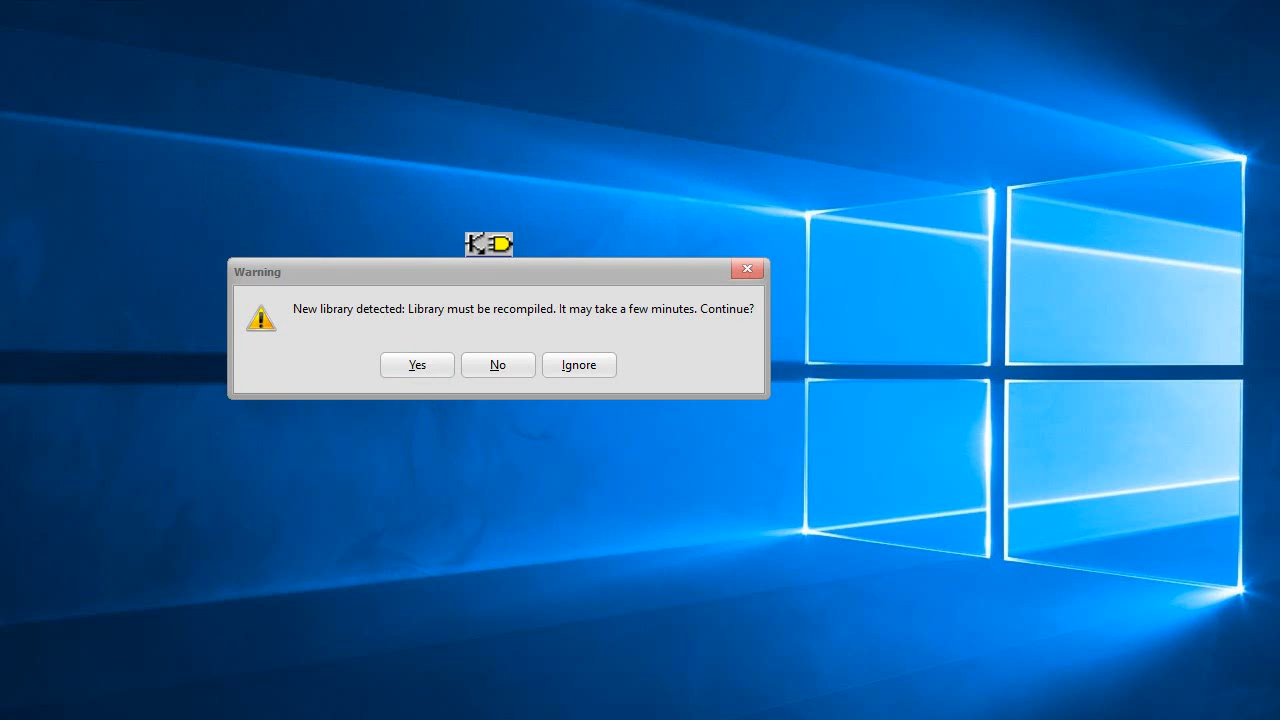 Warning
New library detected: Library must be recompiled. It may take a few minutes. Continue?
Yes No Ignore